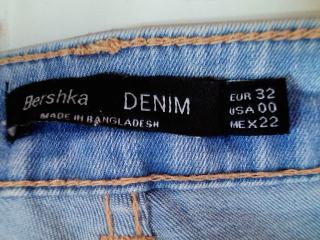 Bershka DENIM
MADE IN BANGLADESH
EUR 32
USA 00
MEX 22